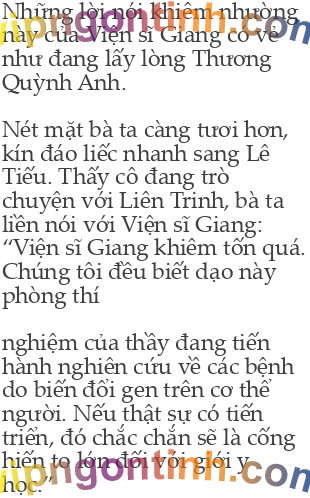 Những lời nói khiêm nhường
này của Viện sĩ Giang có vẻ
như đang lấy lòng Thương
Quỳnh Anh.
Nét mặt bà ta càng tươi hơn,
kín đáo liếc nhanh sang Lê
Tiếu. Thấy cô đang trò
chuyện với Liên Trinh, bà ta
liền nói với Viện sĩ Giang:
“Viện sĩ Giang khiêm tốn quá.
Chúng tôi đều biết dạo này
phòng thí
nghiệm của thầy đang tiến
hành nghiên cứu về các bệnh
do biến đổi gen trên cơ thể
người. Nếu thật sự có tiến
triển, đó chắc chắn sẽ là cống
hiến to lớn đối với giới y
học.”